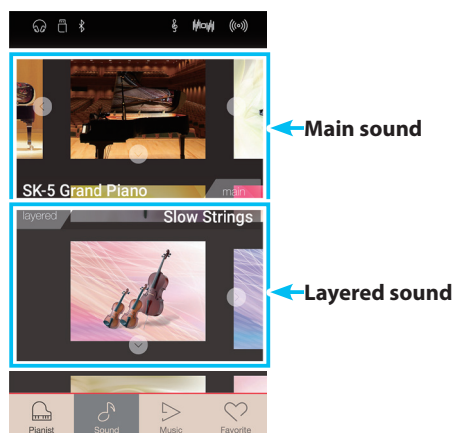 Main sound
SK-5 Grand Piano
main
layered
Slow Strings
Layered sound
Pianist
Sound
Music
Favorite